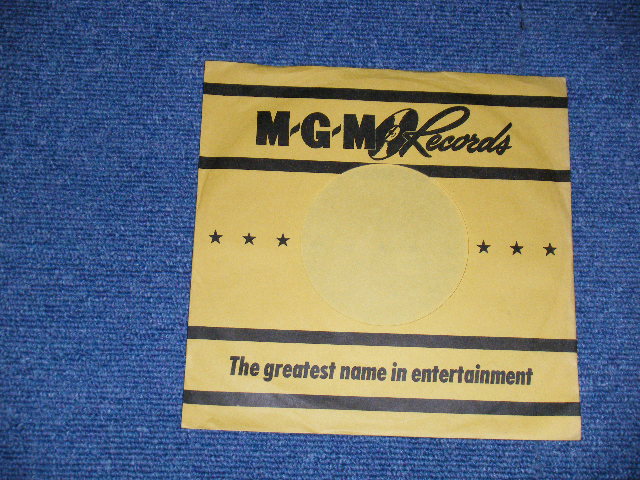 M-G-M Records
The greatest name in entertainment